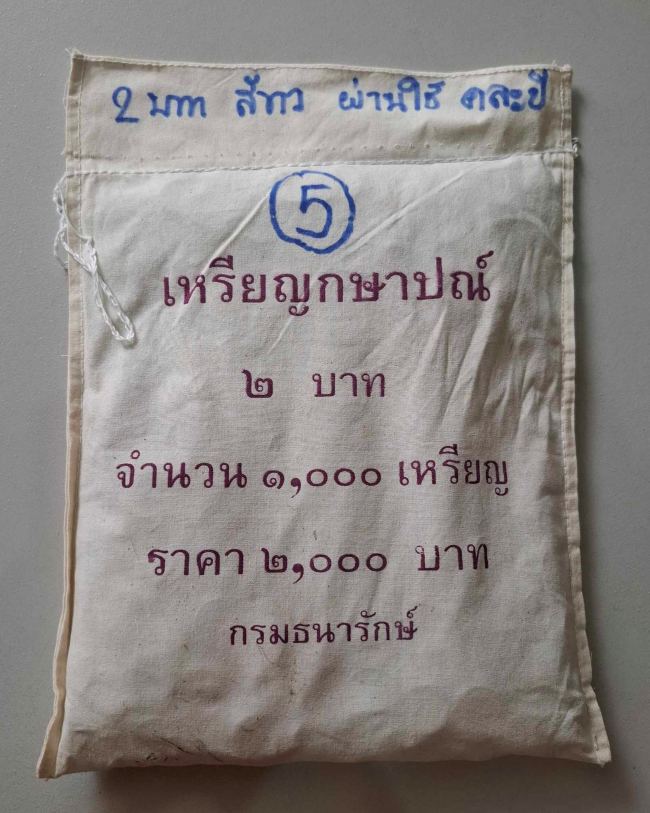 2 บาท สีขาว ผ่านใช้ คละปี
5
เหรียญกษาปณ์
๒ บาท
จำนวน ๑,๐๐๐ เหรียญ
ราคา ๒,๐๐๐ บาท
กรมธนารักษ์